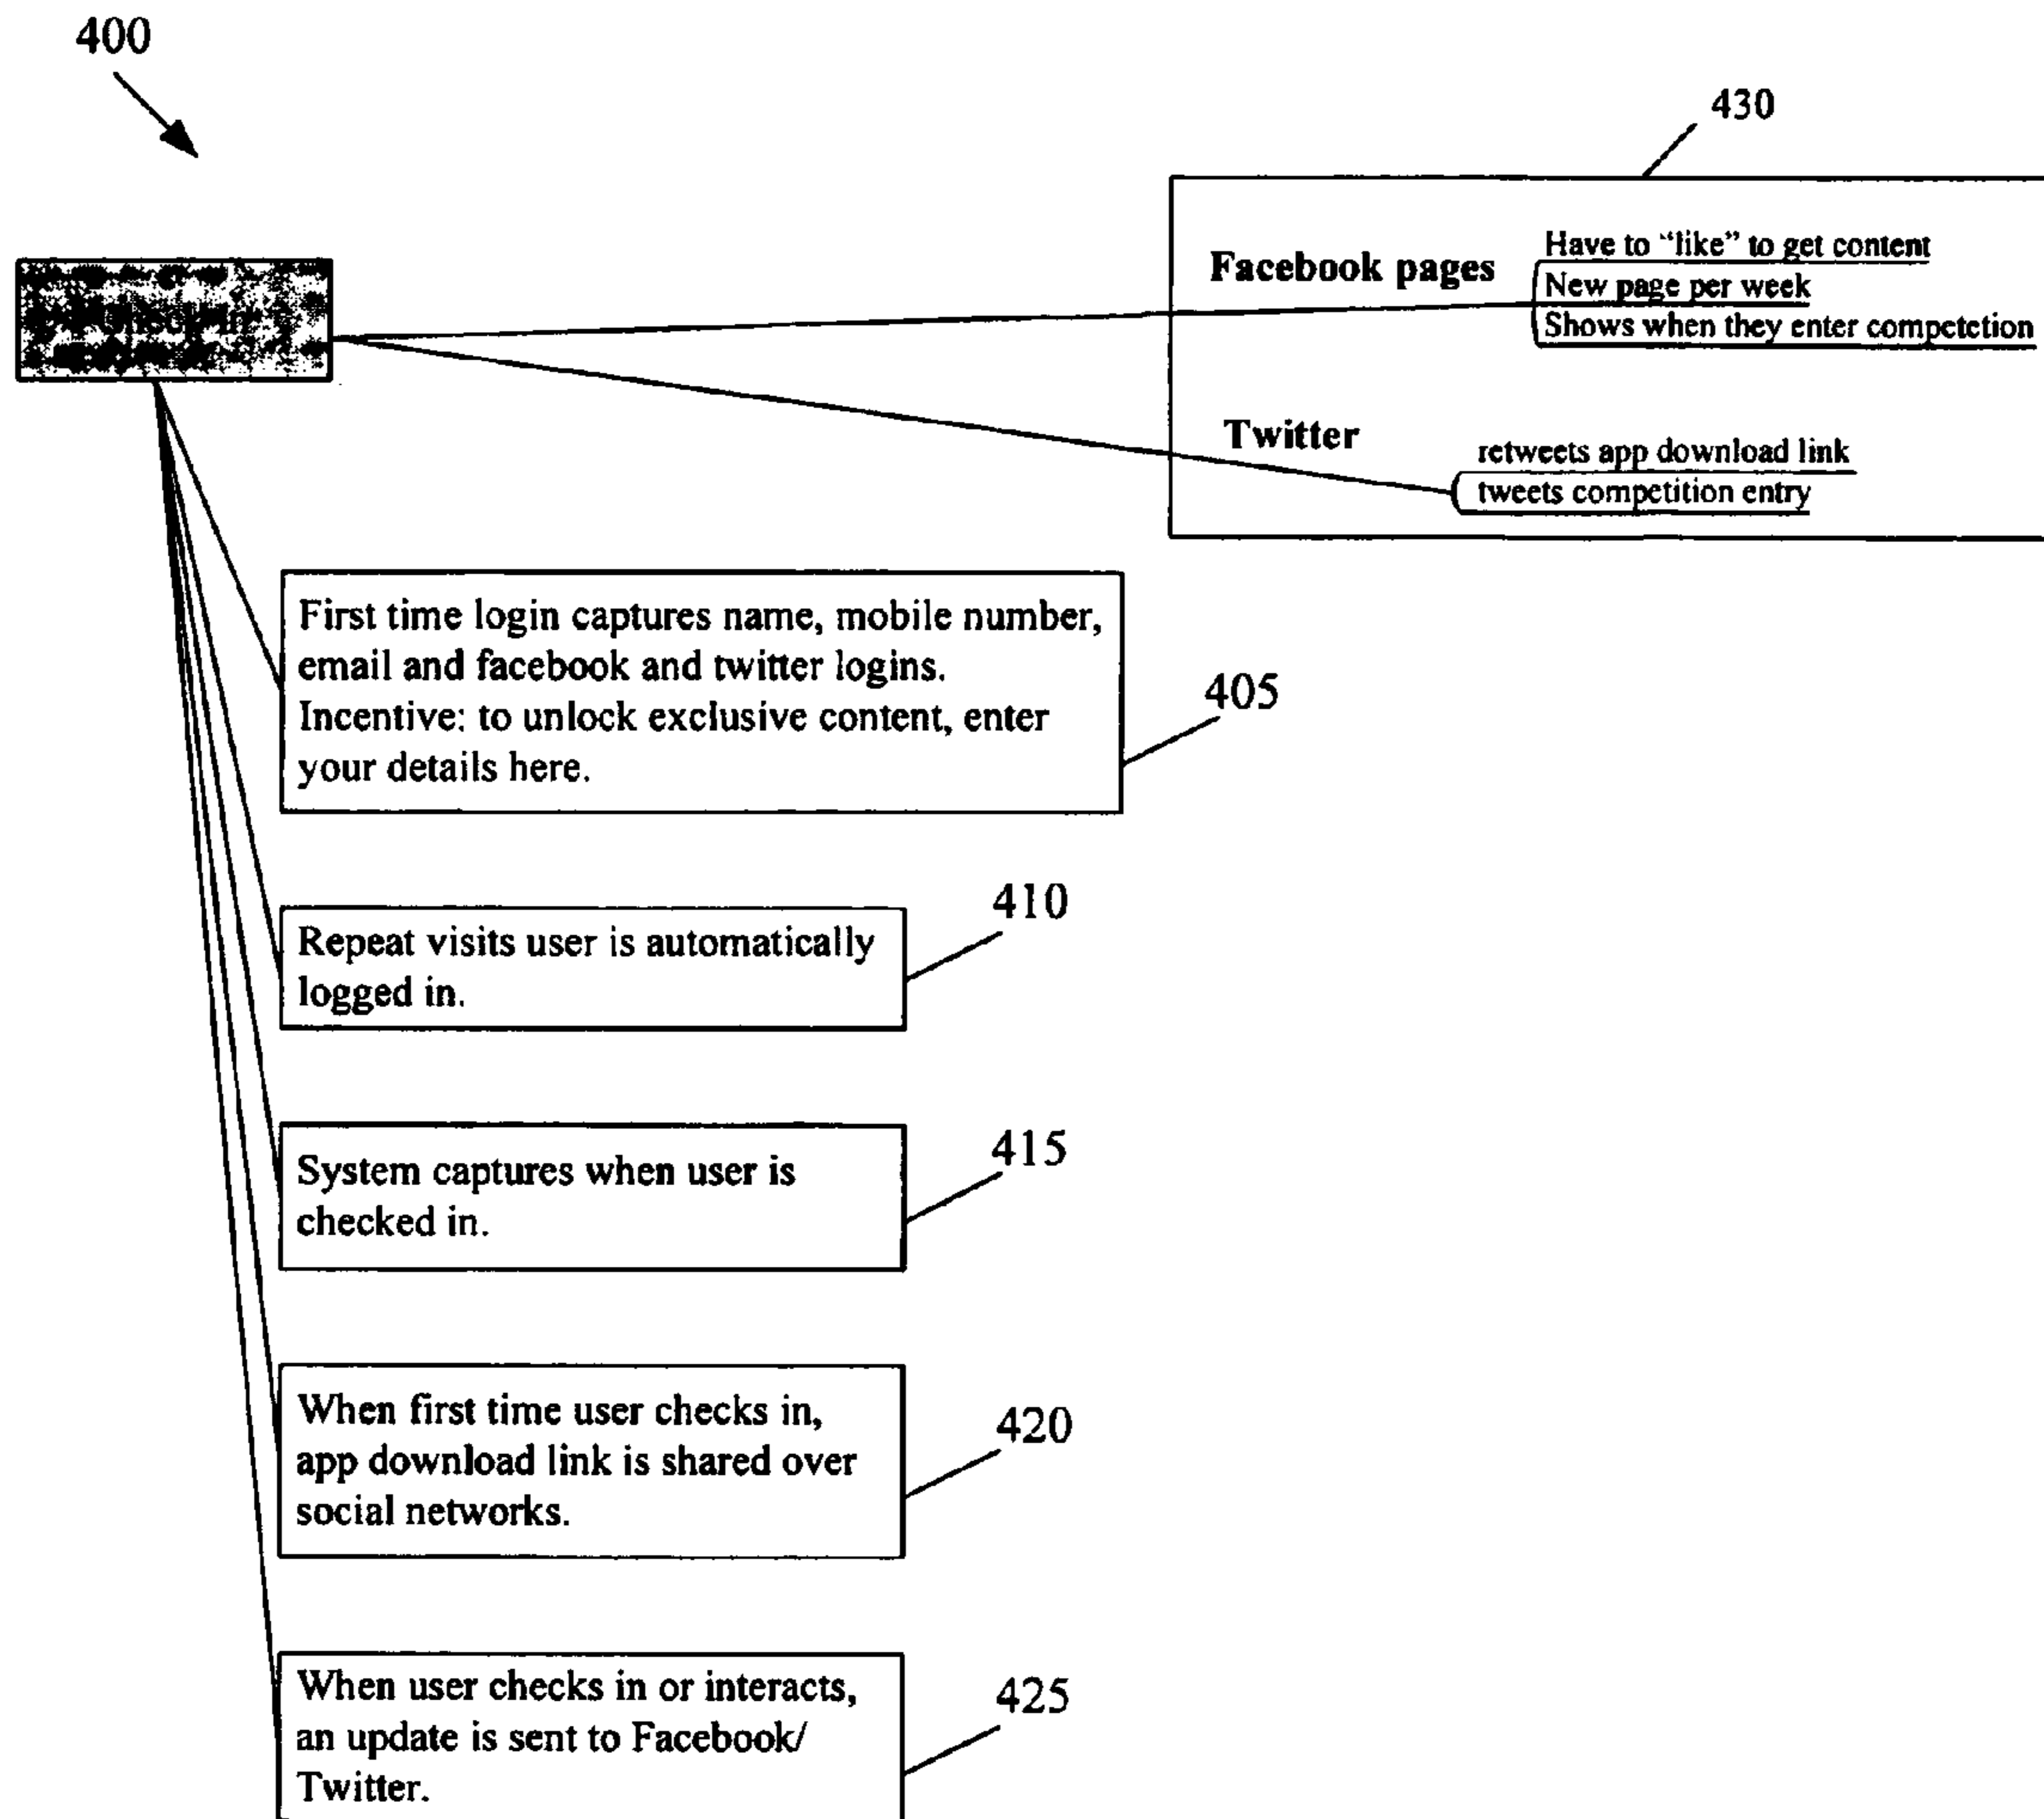 400
430
Facebook pages
Have to “like” to get content
New page per week
Shows when they enter competetion
Twitter
retweets app download link
tweets competition entry
First time login captures name, mobile number,
email and facebook and twitter logins.
Incentive: to unlock exclusive content, enter
your details here.
405
Repeat visits user is automatically
logged in.
410
System captures when user is
checked in.
415
When first time user checks in,
app download link is shared over
social networks.
420
When user checks in or interacts,
an update is sent to Facebook/
Twitter.
425